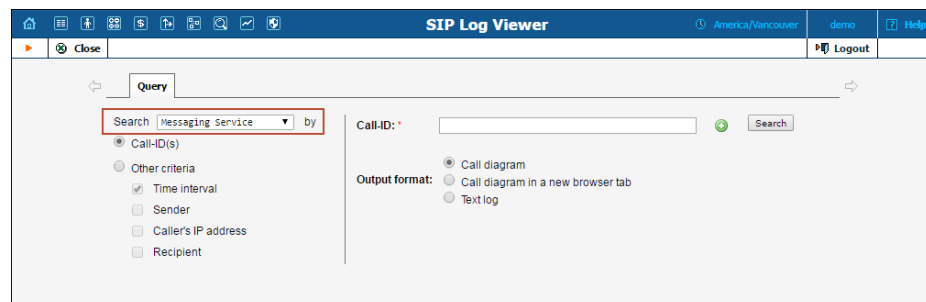 SIP Log Viewer America/Vancouver demo Help
Close Logout
Query
Search Messaging Service by
Call-ID(s)
Other criteria
Time interval
Sender
Caller's IP address
Recipient
Call-ID: * Search
Output format:
Call diagram
Call diagram in a new browser tab
Text log